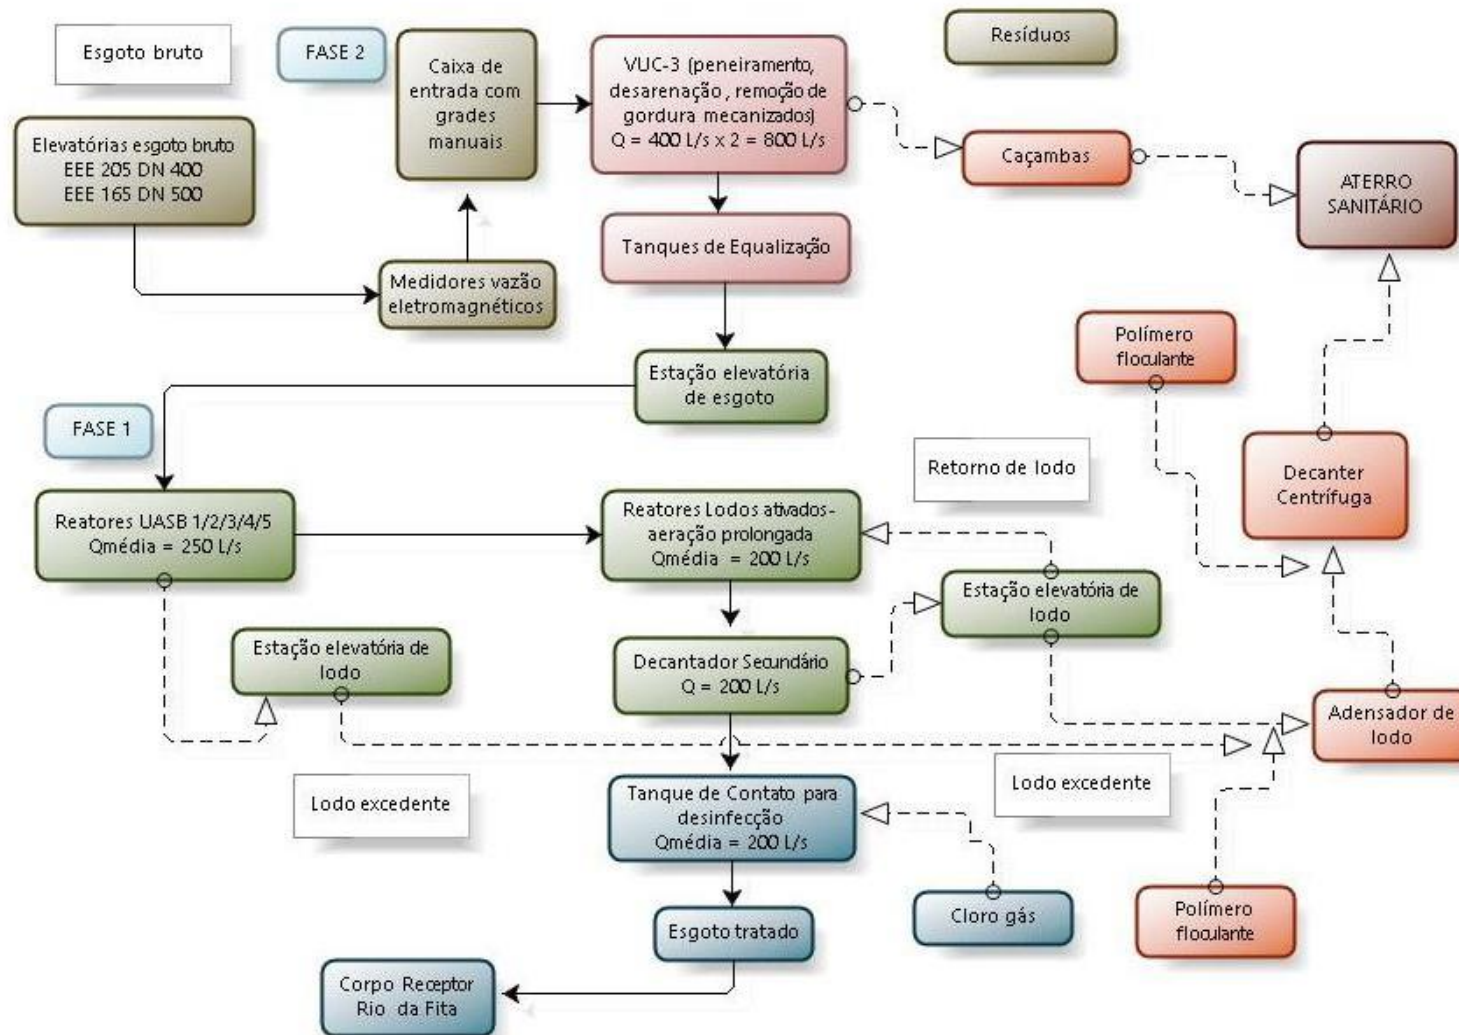 Esgoto bruto
FASE 2
Caixa de
entrada com
grades
manuais
VUC-3 (peneiramento,
desarenação , remoção de
gordura mecanizados)
Q = 400 L/s x 2 = 800 L/s
Resíduos
Elevatórias esgoto bruto
EEE 205 DN 400
EEE 165 DN 500
Caçambas
ATERRO
SANITÁRIO
Tanques de Equalização
Medidores vazão
eletromagnéticos
Polímero
floculante
Estação elevatória
de esgoto
FASE 1
Retorno de lodo
Decanter
Centrífuga
Reatores UASB 1/2/3/4/5
Qmédia = 250 L/s
Reatores Lodos ativados-
aeração prolongada
Qmédia = 200 L/s
Estação elevatória de
lodo
Estação elevatória de
lodo
Decantador Secundário
Q = 200 L/s
Adensador de
lodo
Lodo excedente
Lodo excedente
Tanque de Contato para
desinfecção
Qmédia = 200 L/s
Cloro gás
Polímero
floculante
Esgoto tratado
Corpo Receptor
Rio da Fita